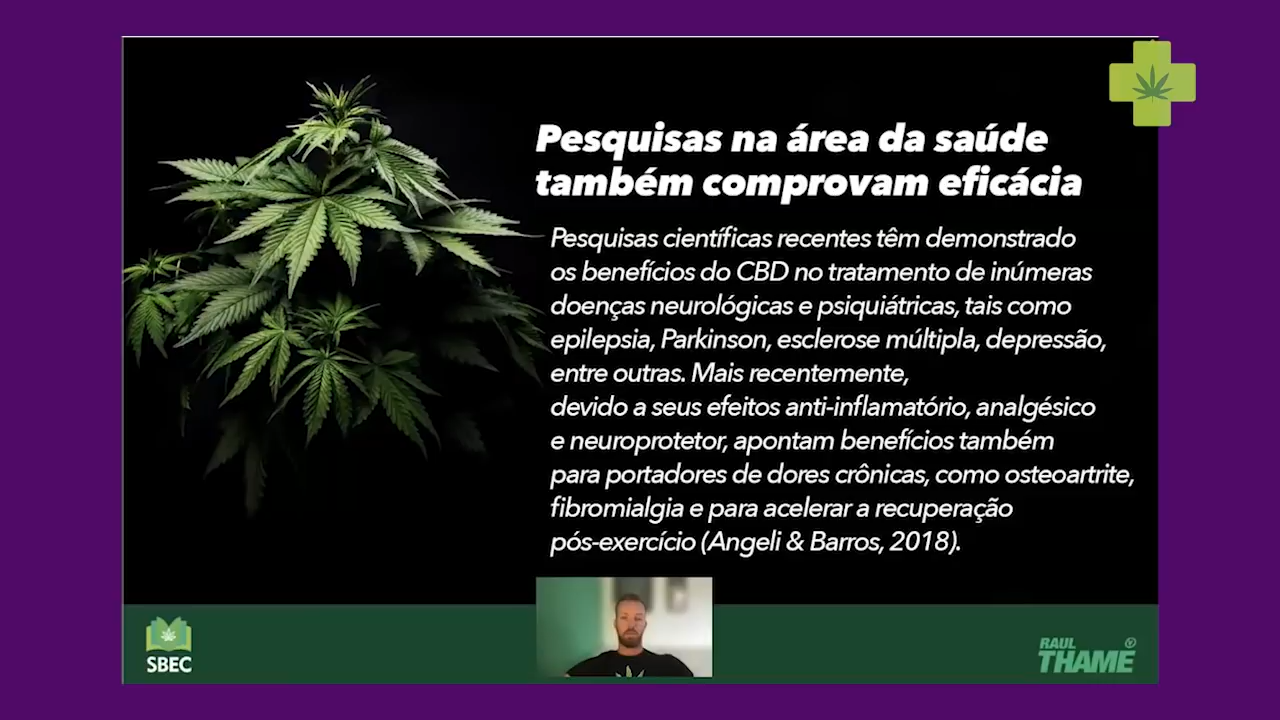 Pesquisas na área da saúde
também comprovam eficácia
Pesquisas científicas recentes têm demonstrado
os benefícios do CBD no tratamento de inúmeras
doenças neurológicas e psiquiátricas, tais como
epilepsia, Parkinson, esclerose múltipla, depressão,
entre outras. Mais recentemente,
devido a seus efeitos anti-inflamatório, analgésico
e neuroprotetor, apontam benefícios também
para portadores de dores crônicas, como osteoartrite,
fibromialgia e para acelerar a recuperação
pós-exercício (Angeli & Barros, 2018).
SBEC
RAUL
THAME